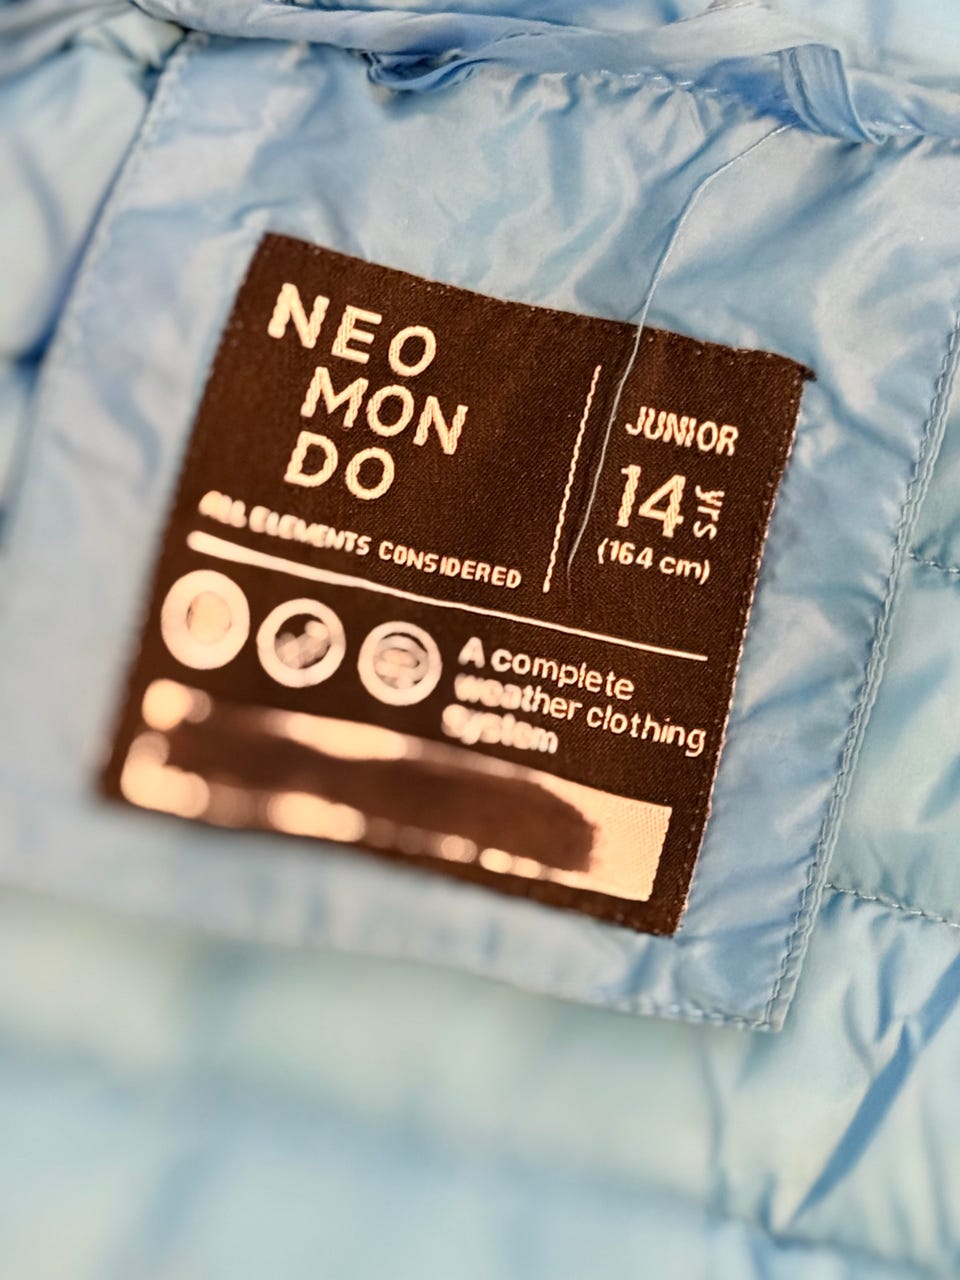 NEO
MON
DO
ALL ELEMENTS CONSIDERED
JUNIOR
14 yrs
(164 cm)
A complete
weather clothing
system